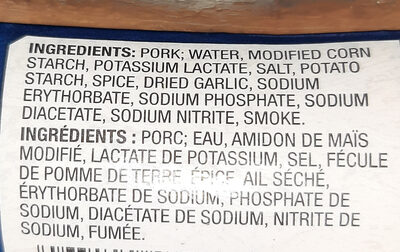 INGREDIENTS: PORK; WATER, MODIFIED CORN
STARCH, POTASSIUM LACTATE, SALT, POTATO
STARCH, SPICE, DRIED GARLIC, SODIUM
ERYTHORBATE, SODIUM PHOSPHATE, SODIUM
DIACETATE, SODIUM NITRITE, SMOKE.
INGRÉDIENTS : PORC; EAU, AMIDON DE MAÏS
MODIFIÉ, LACTATE DE POTASSIUM, SEL, FÉCULE
DE POMME DE TERRE, ÉPICE, AIL SÉCHÉ,
ÉRYTHORBATE DE SODIUM, PHOSPHATE DE
SODIUM, DIACÉTATE DE SODIUM, NITRITE DE
SODIUM, FUMÉE.